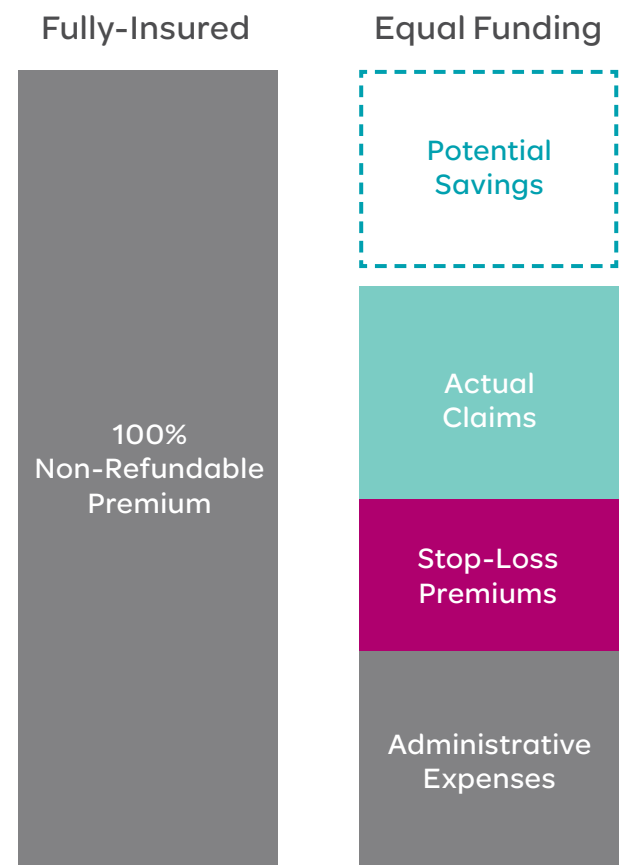 Fully-Insured
100%
Non-Refundable
Premium
Equal Funding
Potential
Savings
Actual
Claims
Stop-Loss
Premiums
Administrative
Expenses